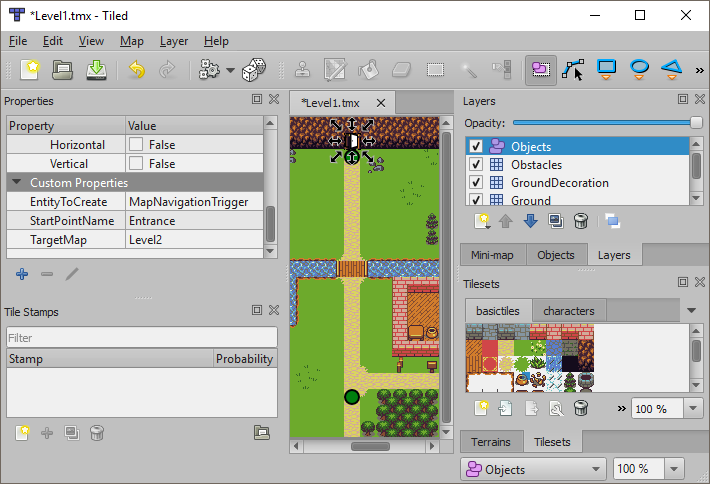 *Level1.tmx - Tiled
File Edit View Map Layer Help
Properties
Property Value
Horizontal False
Vertical False
Custom Properties
EntityToCreate MapNavigationTrigger
StartPointName Entrance
TargetMap Level2
Tile Stamps
Filter
Stamp Probability
*Level1.tmx
Layers
Opacity:
Objects
Obstacles
GroundDecoration
Ground
Mini-map Objects Layers
Tilesets
basictiles characters
» 100 %
Terrains Tilesets
Objects 100 %